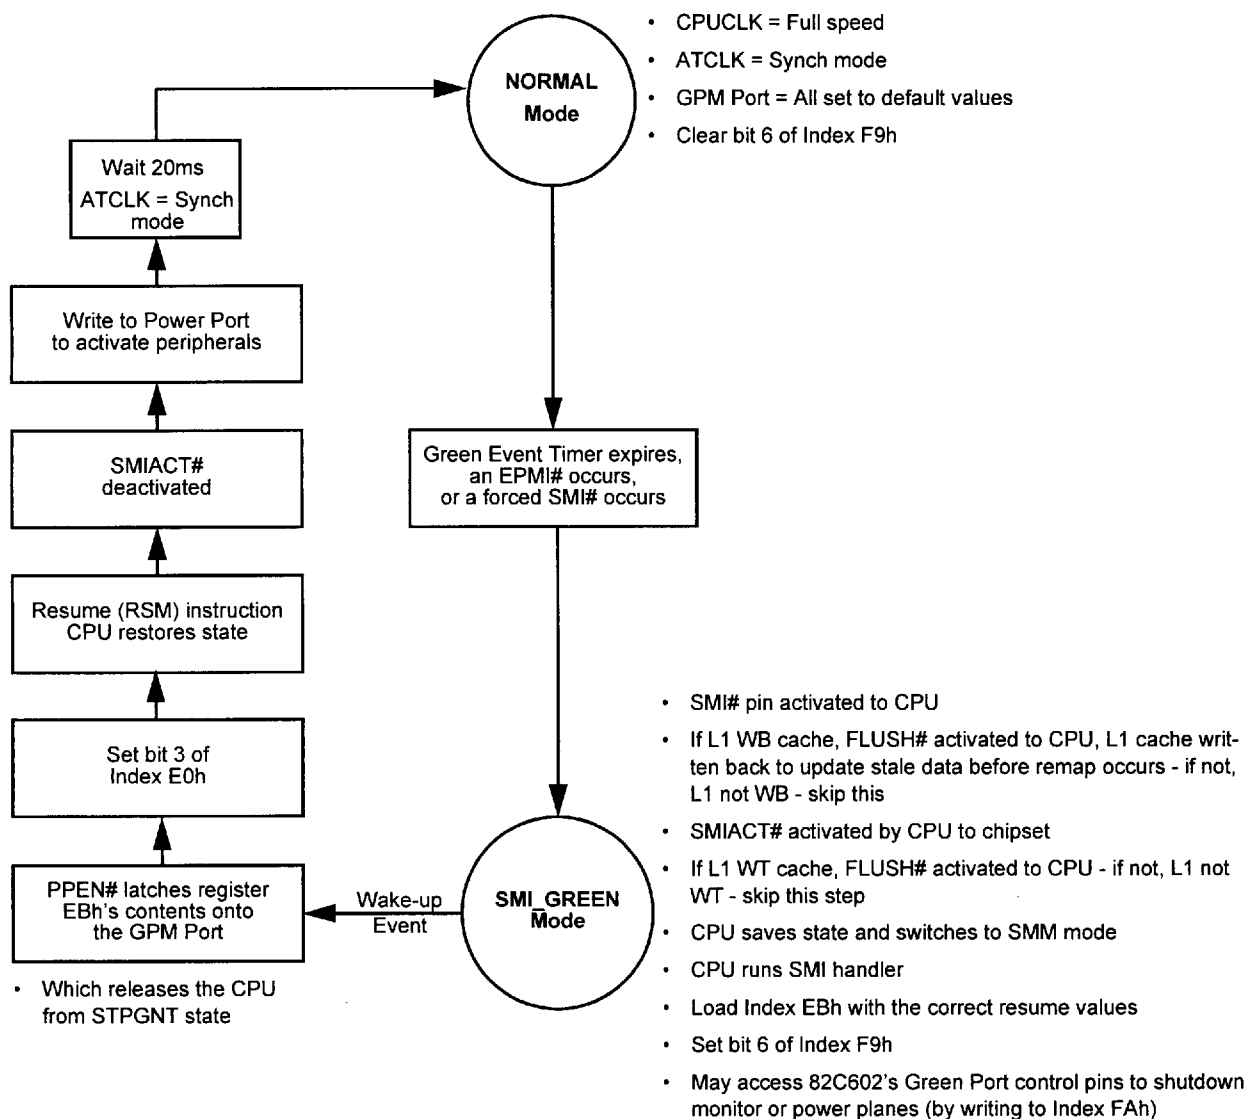 • CPUCLK = Full speed
• ATCLK = Synch mode
• GPM Port = All set to default values
• Clear bit 6 of Index F9h
NORMAL
Mode
Wait 20ms
ATCLK = Synch
mode
Write to Power Port
to activate peripherals
SMIACT#
deactivated
Resume (RSM) instruction
CPU restores state
Set bit 3 of
Index E0h
PPEN# latches register
EBh's contents onto
the GPM Port
• Which releases the CPU
from STPGNT state
Green Event Timer expires,
an EPMI# occurs,
or a forced SMI# occurs
Wake-up
Event
SMI_GREEN
Mode
• SMI# pin activated to CPU
• If L1 WB cache, FLUSH# activated to CPU, L1 cache writ-
ten back to update stale data before remap occurs - if not,
L1 not WB - skip this
• SMIACT# activated by CPU to chipset
• If L1 WT cache, FLUSH# activated to CPU - if not, L1 not
WT - skip this step
• CPU saves state and switches to SMM mode
• CPU runs SMI handler
• Load Index EBh with the correct resume values
• Set bit 6 of Index F9h
• May access 82C602's Green Port control pins to shutdown
monitor or power planes (by writing to Index FAh)